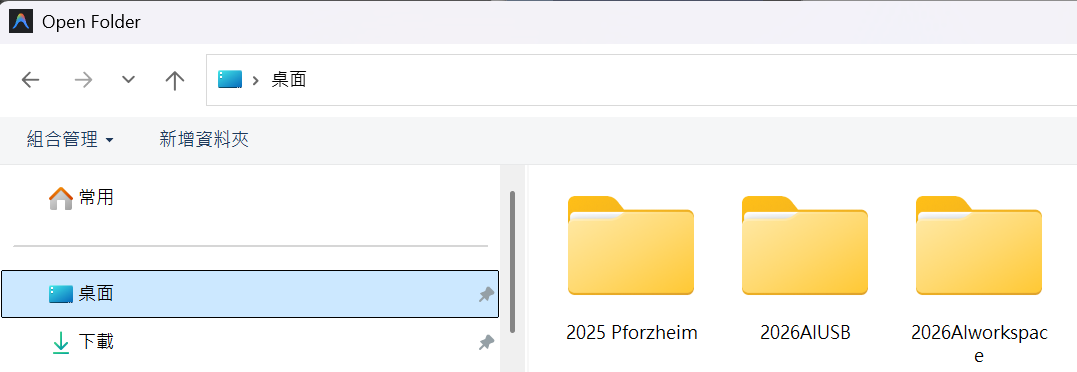 Open Folder
桌面
組合管理
新增資料夾
常用
桌面
下載
2025 Pforzheim
2026AIUSB
2026AIworkspac
e